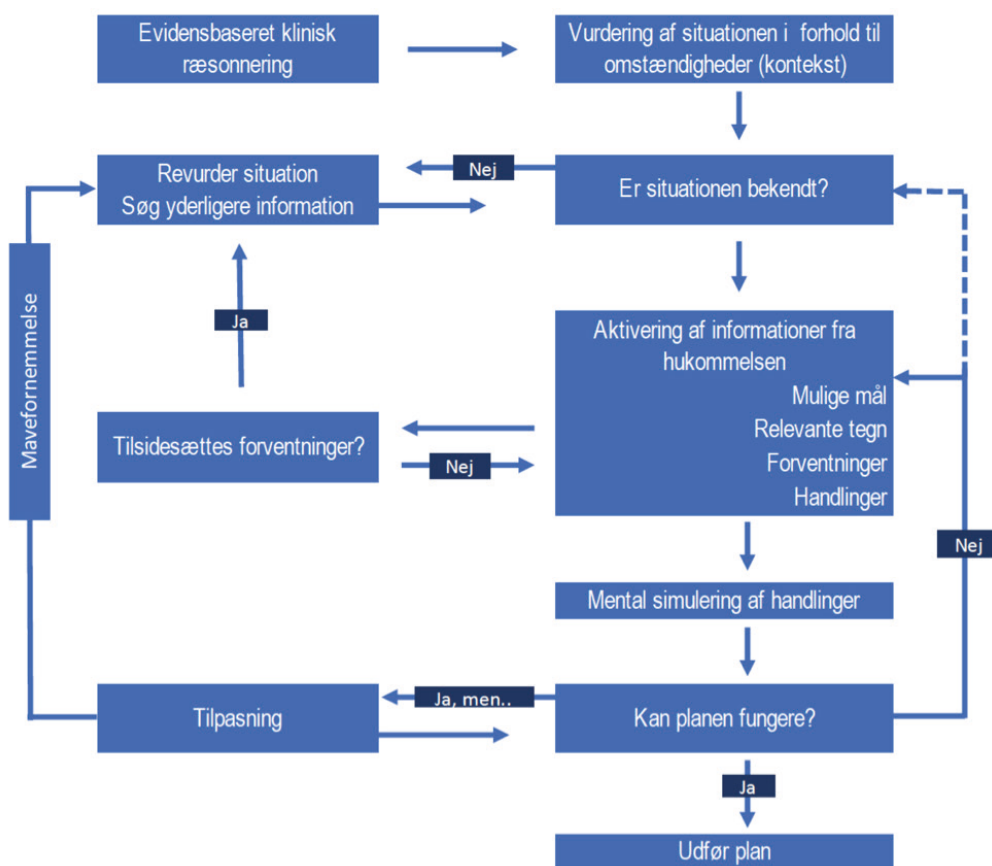 Evidensbaseret klinisk
ræsonnering
Vurdering af situationen i forhold til
omstændigheder (kontekst)
Revurder situation
Søg yderligere information
Nej
Er situationen bekendt?
Mavefornemmelse
Ja
Aktivering af informationer fra
hukommelsen
Mulige mål
Relevante tegn
Forventninger
Handlinger
Tilsidesættes forventninger?
Nej
Nej
Mental simulering af handlinger
Tilpasning
Ja, men..
Kan planen fungere?
Ja
Udfør plan